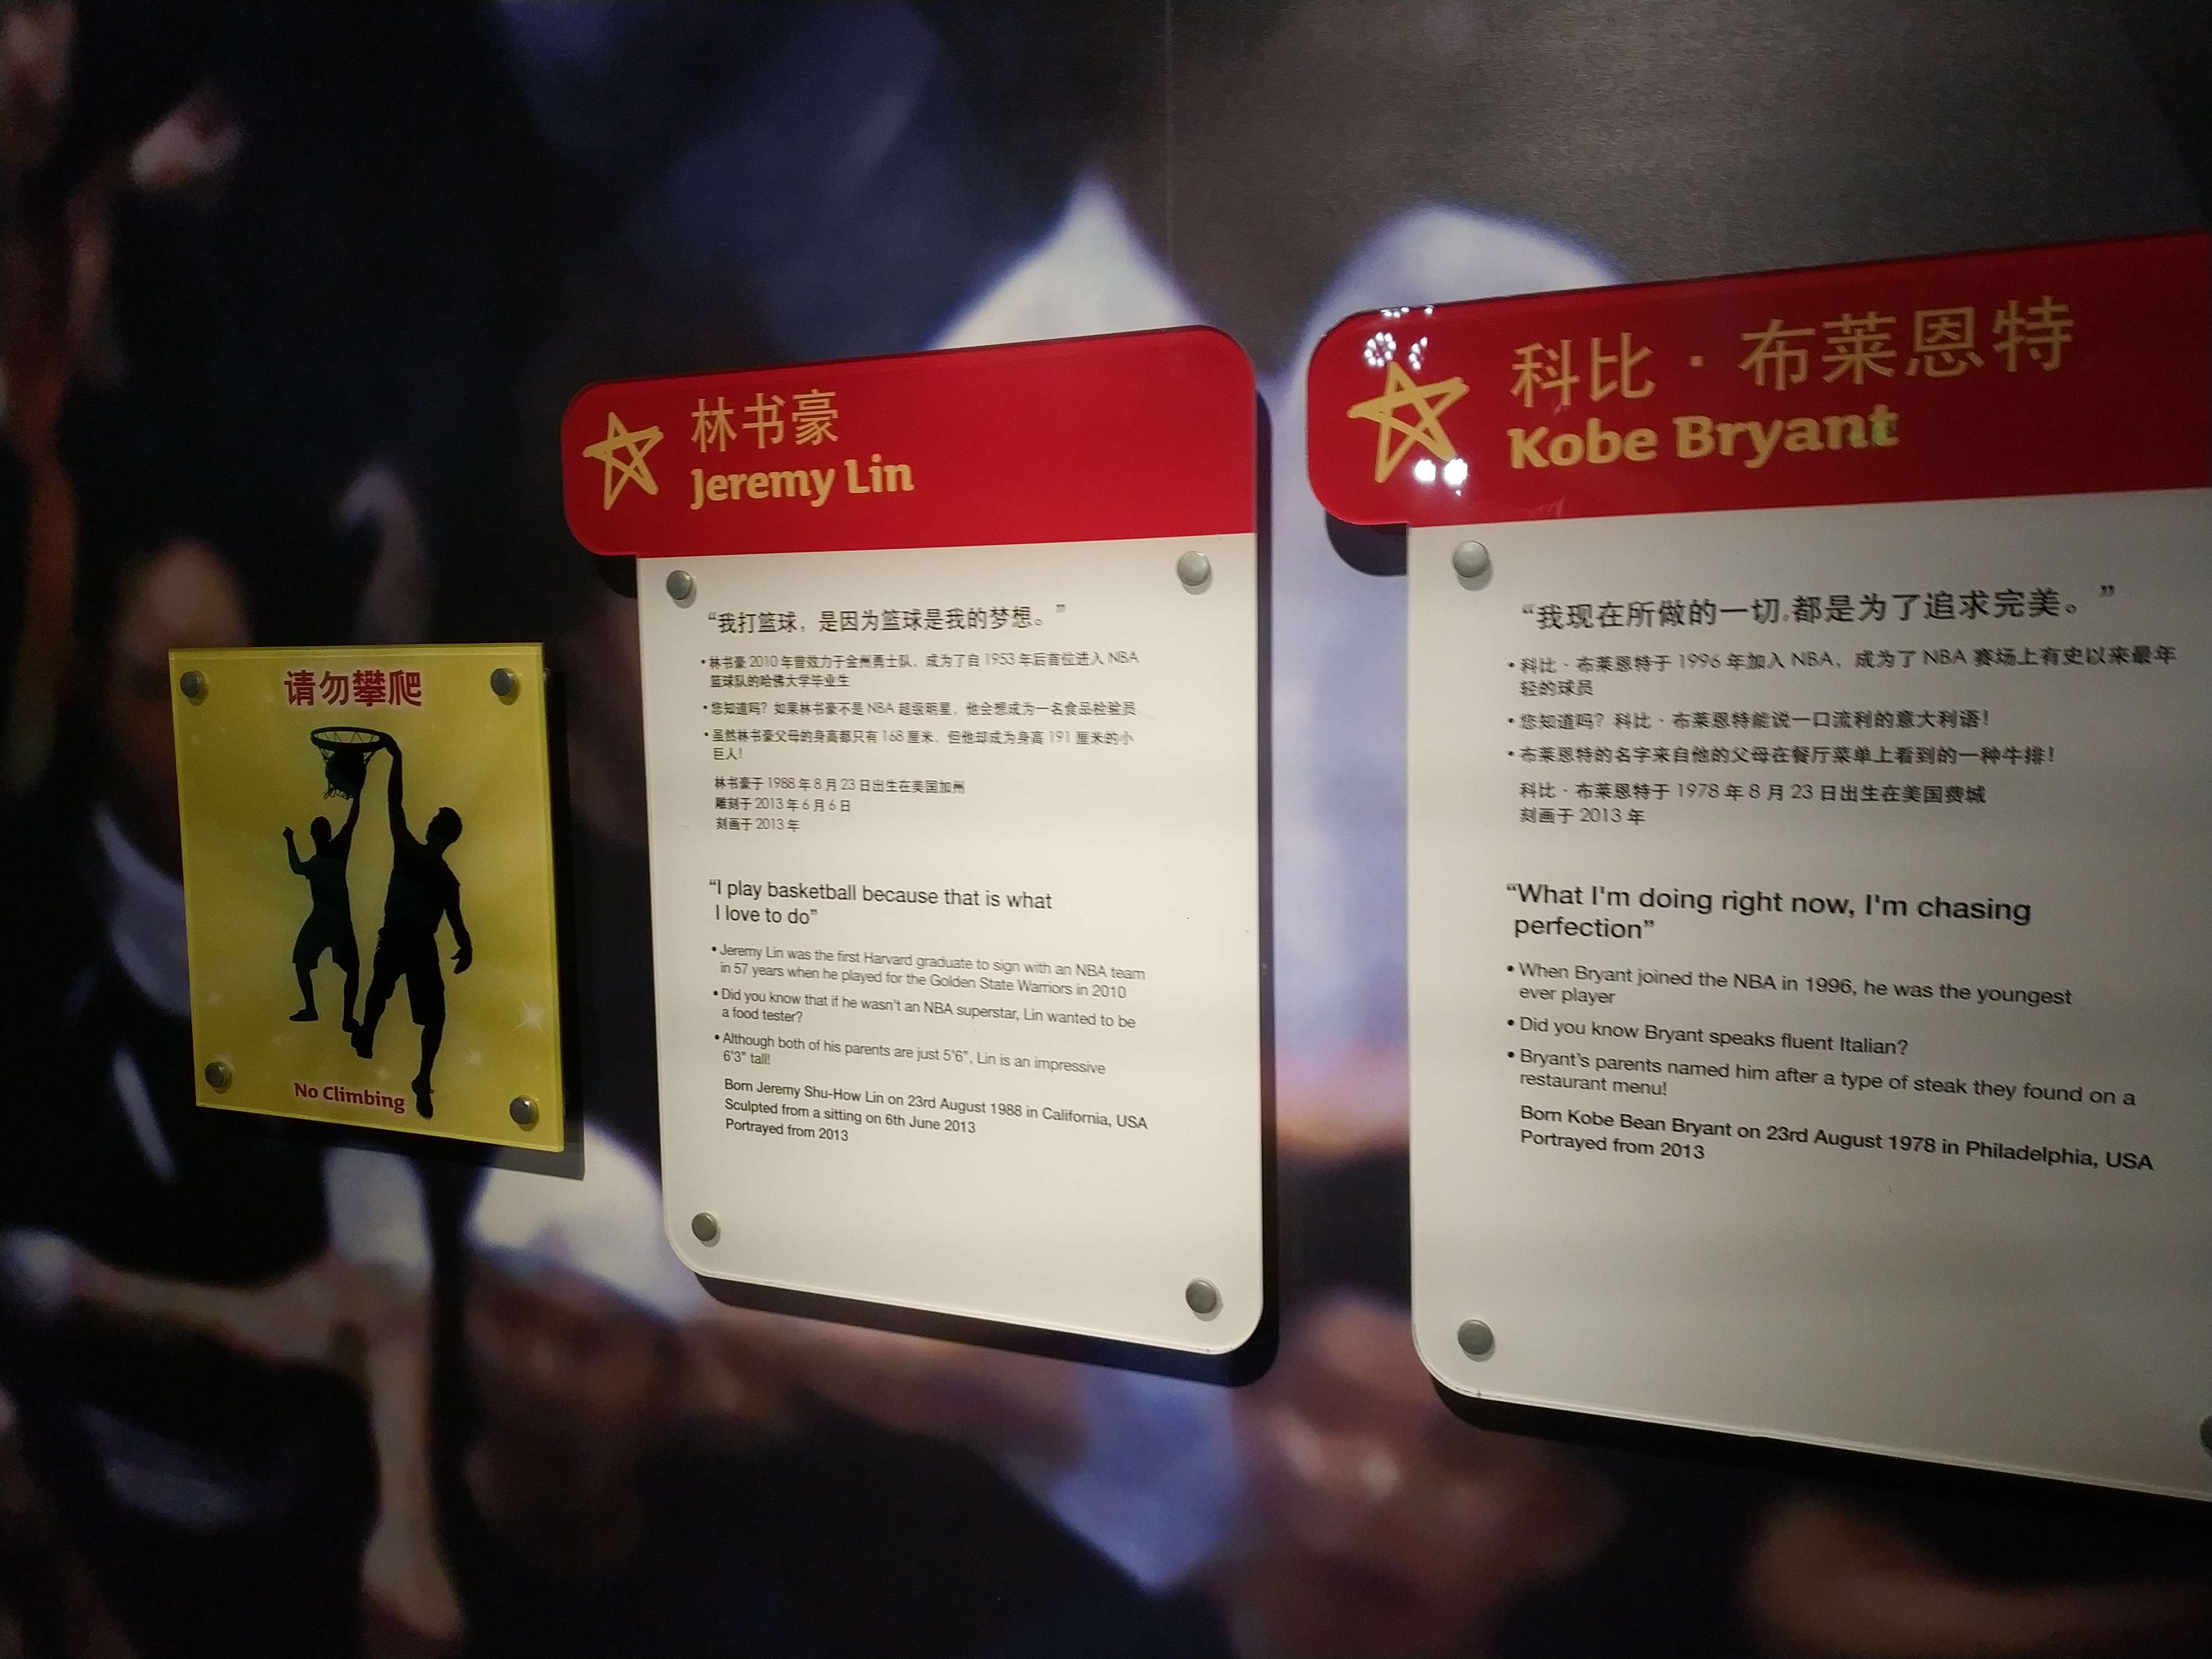 请勿攀爬
No Climbing
林书豪
Jeremy Lin
“我打篮球，是因为篮球是我的梦想。”
• 林书豪 2010 年曾效力于金州勇士队，成为了自 1953 年后首位进入 NBA
篮球队的哈佛大学毕业生
• 您知道吗？如果林书豪不是 NBA 超级明星，他会想成为一名食品检验员
• 虽然林书豪父母的身高都只有 168 厘米，但他却成为身高 191 厘米的小
巨人！
林书豪于 1988 年 8 月 23 日出生在美国加州
雕刻于 2013 年 6 月 6 日
刻画于 2013 年
“I play basketball because that is what
I love to do”
• Jeremy Lin was the first Harvard graduate to sign with an NBA team
in 57 years when he played for the Golden State Warriors in 2010
• Did you know that if he wasn't an NBA superstar, Lin wanted to be
a food tester?
• Although both of his parents are just 5'6", Lin is an impressive
6'3" tall!
Born Jeremy Shu-How Lin on 23rd August 1988 in California, USA
Sculpted from a sitting on 6th June 2013
Portrayed from 2013
科比·布莱恩特
Kobe Bryant
“我现在所做的一切,都是为了追求完美。”
• 科比·布莱恩特于 1996 年加入 NBA，成为了 NBA 赛场上有史以来最年
轻的球员
• 您知道吗？科比·布莱恩特能说一口流利的意大利语！
• 布莱恩特的名字来自他的父母在餐厅菜单上看到的一种牛排！
科比·布莱恩特于 1978 年 8 月 23 日出生在美国费城
刻画于 2013 年
“What I'm doing right now, I'm chasing
perfection”
• When Bryant joined the NBA in 1996, he was the youngest
ever player
• Did you know Bryant speaks fluent Italian?
• Bryant's parents named him after a type of steak they found on a
restaurant menu!
Born Kobe Bean Bryant on 23rd August 1978 in Philadelphia, USA
Portrayed from 2013